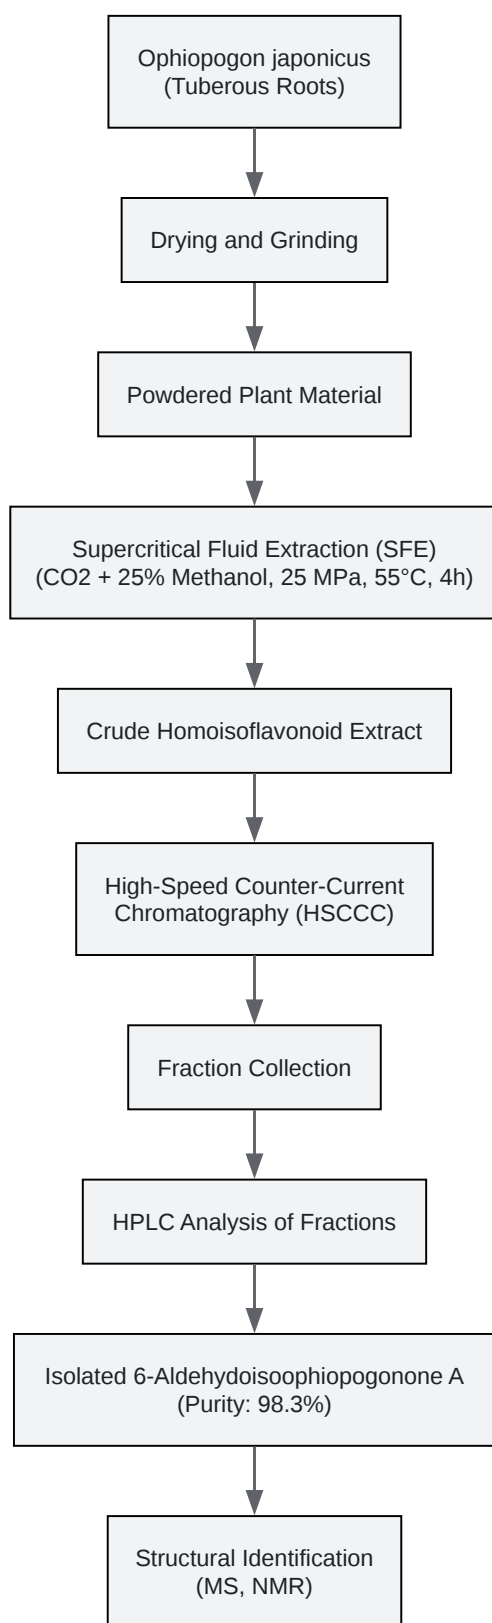 Ophiopogon japonicus
(Tuberous Roots)
Drying and Grinding
Powdered Plant Material
Supercritical Fluid Extraction (SFE)
(CO2 + 25% Methanol, 25 MPa, 55°C, 4h)
Crude Homoisoflavonoid Extract
High-Speed Counter-Current
Chromatography (HSCCC)
Fraction Collection
HPLC Analysis of Fractions
Isolated 6-Aldehydoisoophiopogonone A
(Purity: 98.3%)
Structural Identification
(MS, NMR)